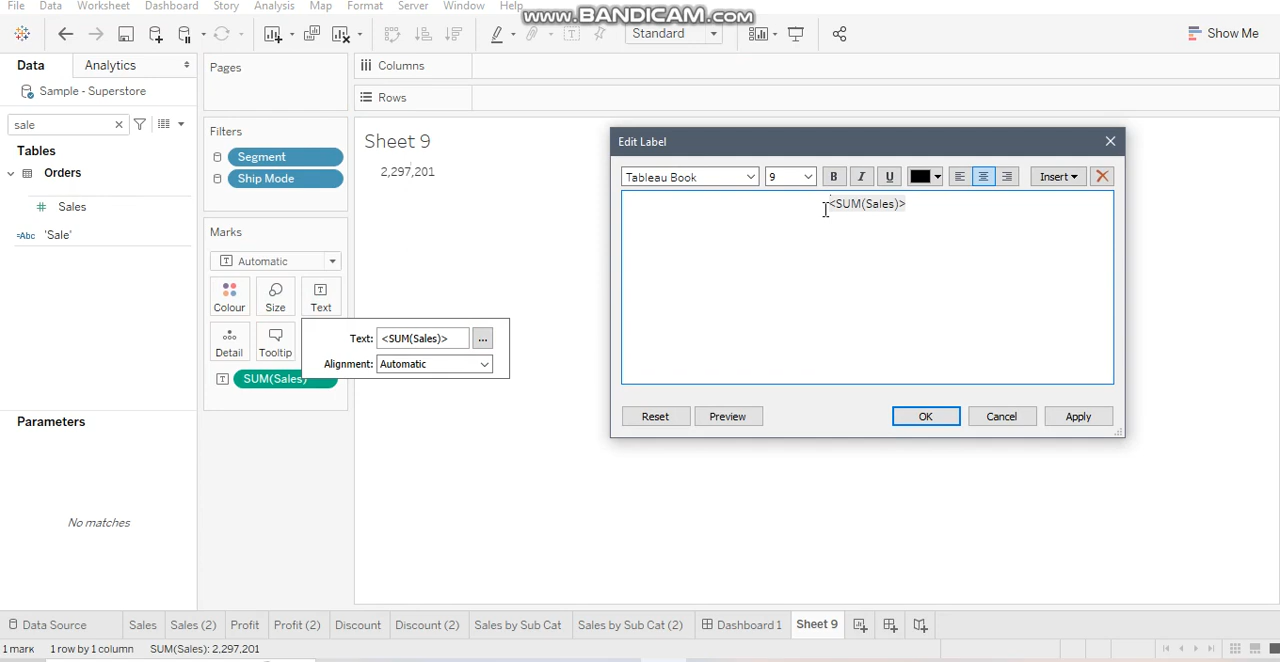 File Edit View Data Worksheet Dashboard Story Analysis Map Format Server Window Help
www.BANDICAM.com
Standard
Show Me
Data Analytics
Pages
Columns
Sample - Superstore
Rows
sale
Filters
Sheet 9
Edit Label
Tables
Segment
2,297,201
Tableau Book 9 B I U Insert
Orders
Ship Mode
Sales
<SUM(Sales)>
Abc 'Sale'
Marks
T Automatic
Colour Size Text
Text: <SUM(Sales)> ...
Detail Tooltip
Alignment: Automatic
SUM(Sales)
Reset Preview OK Cancel Apply
Parameters
No matches
Data Source Sales Sales (2) Profit Profit (2) Discount Discount (2) Sales by Sub Cat Sales by Sub Cat (2) Dashboard 1 Sheet 9
1 mark 1 row by 1 column SUM(Sales): 2,297,201